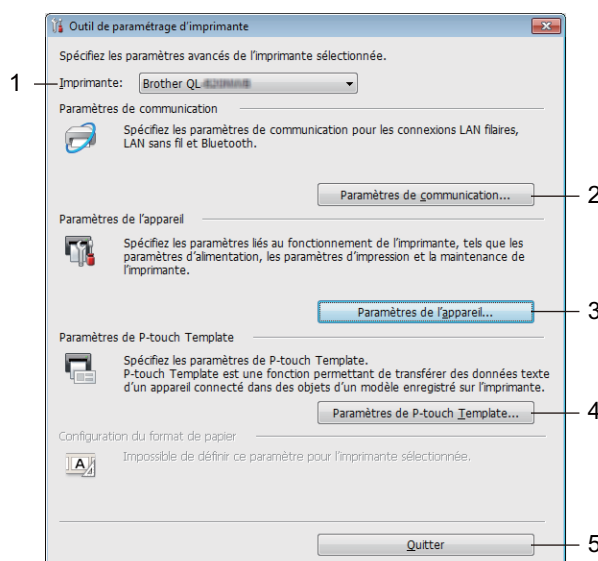 Outil de paramétrage d'imprimante
Spécifiez les paramètres avancés de l'imprimante sélectionnée.
1
Imprimante:
Brother QL
Paramètres de communication
Spécifiez les paramètres de communication pour les connexions LAN filaires,
LAN sans fil et Bluetooth.
Paramètres de communication...
2
Paramètres de l'appareil
Spécifiez les paramètres liés au fonctionnement de l'imprimante, tels que les
paramètres d'alimentation, les paramètres d'impression et la maintenance de
l'imprimante.
Paramètres de l'appareil...
3
Paramètres de P-touch Template
Spécifiez les paramètres de P-touch Template.
P-touch Template est une fonction permettant de transférer des données texte
d'un appareil connecté dans des objets d'un modèle enregistré sur l'imprimante.
Paramètres de P-touch Template...
4
Configuration du format de papier
Impossible de définir ce paramètre pour l'imprimante sélectionnée.
A
Quitter
5